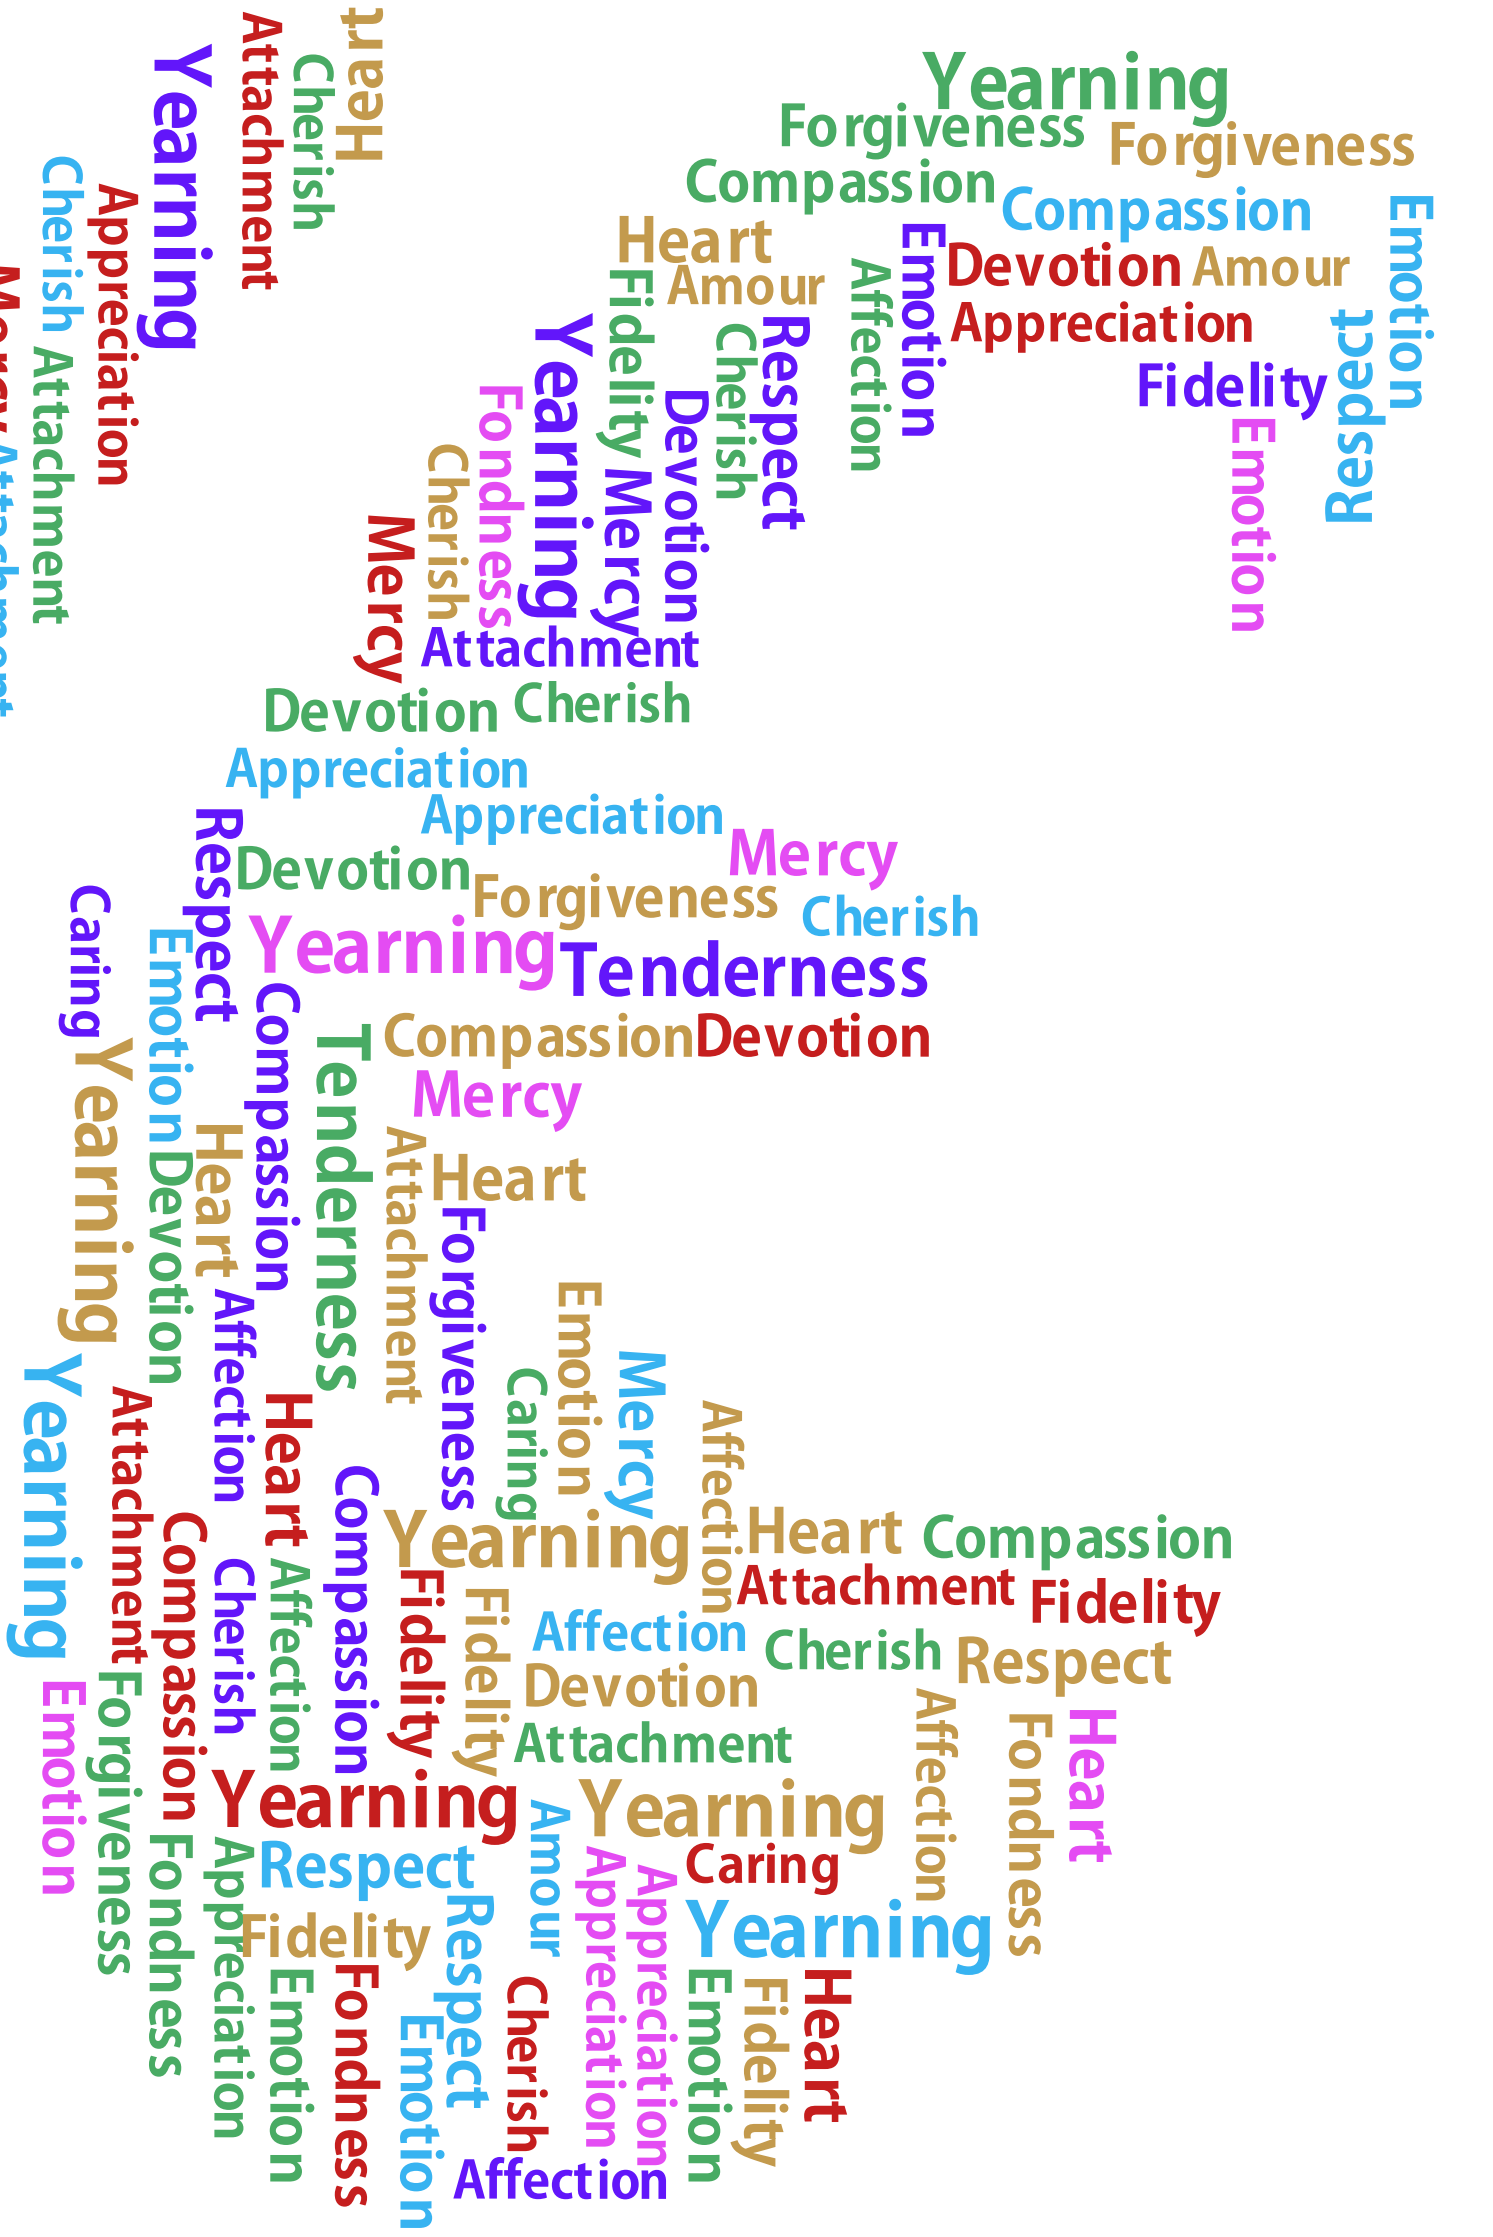 Heart
Attachment
Cherish
Yearning
Yearning
Forgiveness
Forgiveness
Cherish
Compassion
Appreciation
Compassion
Emotion
Heart
Emotion
Devotion
Amour
Mercy
Amour
Fidelity
Affection
Appreciation
Respect
Yearning
Respect
Cherish
Attachment
Fidelity
Fondness
Devotion
Emotion
Attachment
Cherish
Mercy
Mercy
Attachment
Cherish
Devotion
Appreciation
Appreciation
Respect
Mercy
Devotion
Forgiveness
Caring
Cherish
Yearning
Emotion
Tenderness
Compassion
Compassion
Devotion
Tenderness
Yearning
Mercy
Heart
Attachment
Devotion
Heart
Forgiveness
Emotion
Affection
Yearning
Mercy
Caring
Attachment
Heart
Affection
Compassion
Yearning
Heart
Compassion
Compassion
Cherish
Affection
Attachment
Fidelity
Fidelity
Fidelity
Affection
Cherish
Respect
Devotion
Forgiveness
Emotion
Affection
Heart
Fondness
Attachment
Yearning
Yearning
Amour
Fondness
Appreciation
Respect
Caring
Appreciation
Appreciation
Respect
Yearning
Fidelity
Fondness
Emotion
Emotion
Heart
Cherish
Fidelity
Emotion
Affection